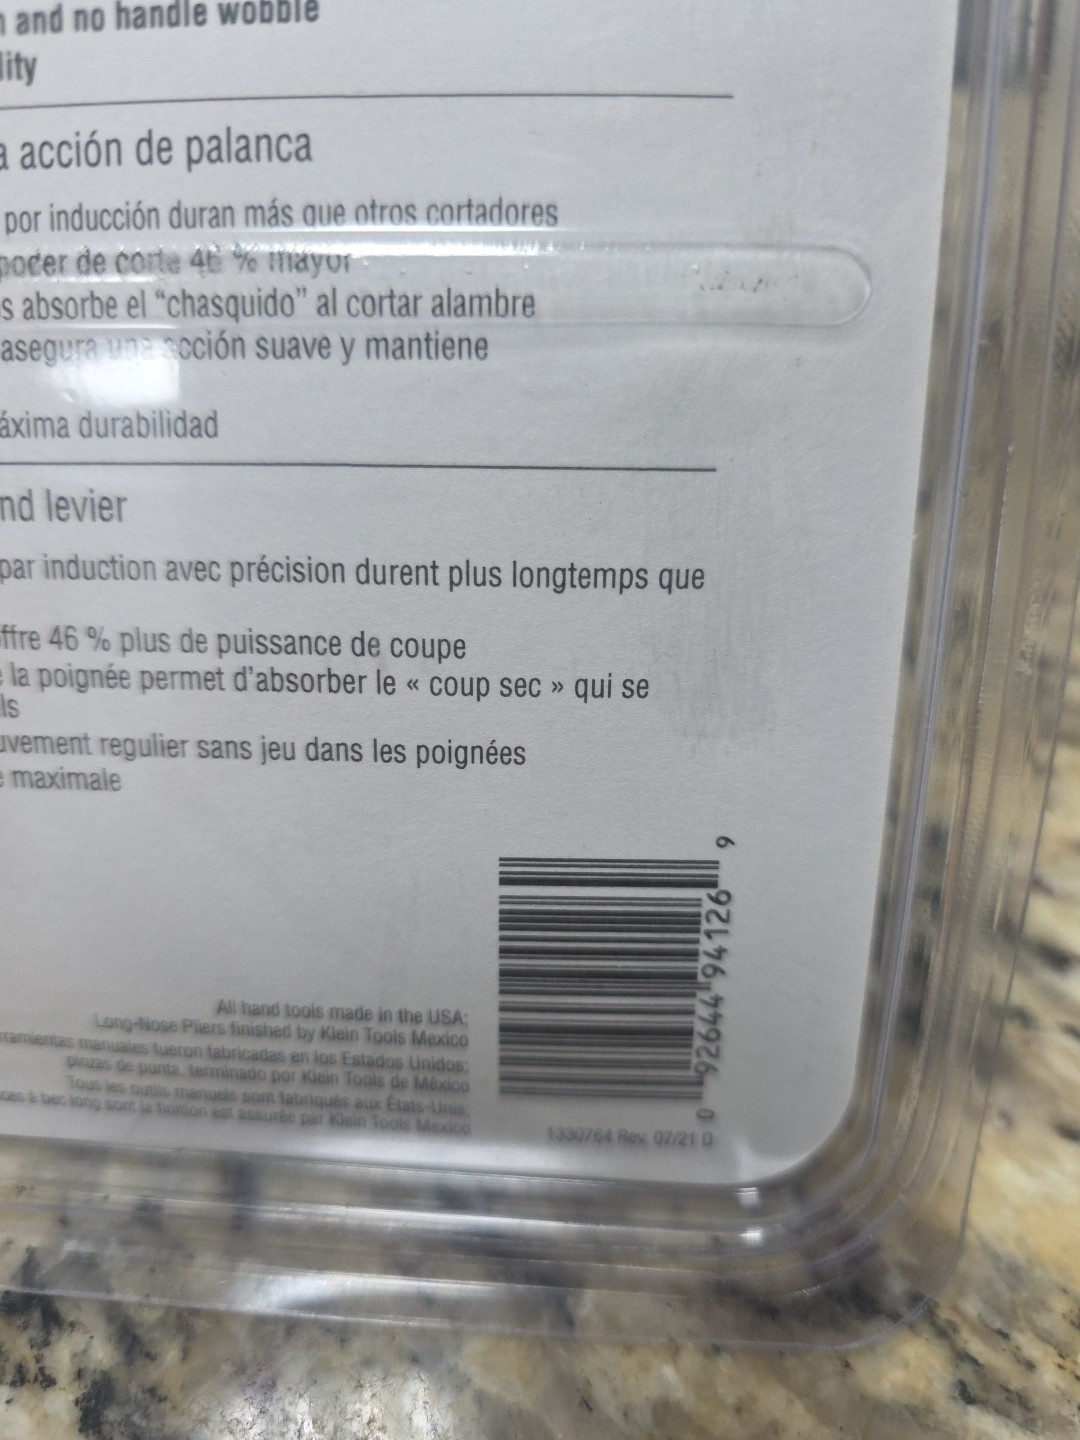 and no handle wobble
lity
a acción de palanca
por inducción duran más que otros cortadores
poder de corte 46 % mayor
s absorbe el “chasquido” al cortar alambre
asegura una acción suave y mantiene
áxima durabilidad
nd levier
par induction avec précision durent plus longtemps que
ffre 46 % plus de puissance de coupe
la poignée permet d’absorber le « coup sec » qui se
ls
uvement regulier sans jeu dans les poignées
e maximale
All hand tools made in the USA;
Long-Nose Pliers finished by Klein Tools Mexico
rramientas manuales fueron fabricadas en los Estados Unidos;
pinzas de punta, terminado por Klein Tools de México
Tous les outils manuels sont fabriqués aux États-Unis;
ces à bec long sont la finition est assurée par Klein Tools Mexico
0 92644 94126 9
1330764 Rev. 07/21 D